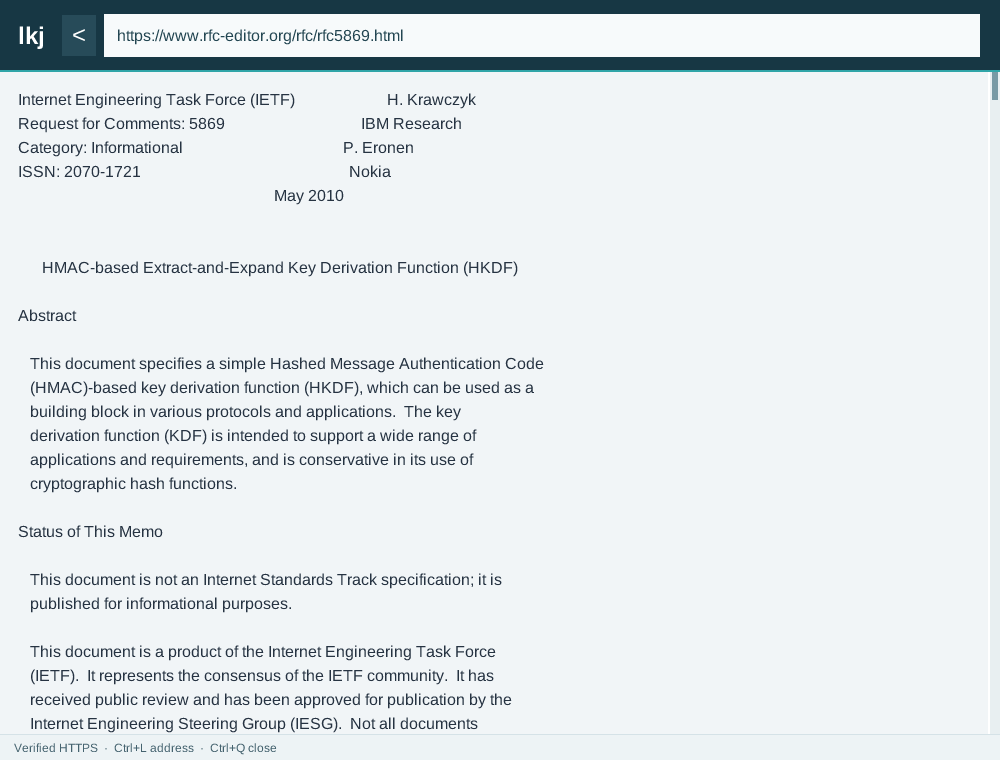 lkj < https://www.rfc-editor.org/rfc/rfc5869.html
Internet Engineering Task Force (IETF) H. Krawczyk
Request for Comments: 5869 IBM Research
Category: Informational P. Eronen
ISSN: 2070-1721 Nokia
May 2010
HMAC-based Extract-and-Expand Key Derivation Function (HKDF)
Abstract
This document specifies a simple Hashed Message Authentication Code
(HMAC)-based key derivation function (HKDF), which can be used as a
building block in various protocols and applications.  The key
derivation function (KDF) is intended to support a wide range of
applications and requirements, and is conservative in its use of
cryptographic hash functions.
Status of This Memo
This document is not an Internet Standards Track specification; it is
published for informational purposes.
This document is a product of the Internet Engineering Task Force
(IETF).  It represents the consensus of the IETF community.  It has
received public review and has been approved for publication by the
Internet Engineering Steering Group (IESG).  Not all documents
Verified HTTPS · Ctrl+L address · Ctrl+Q close